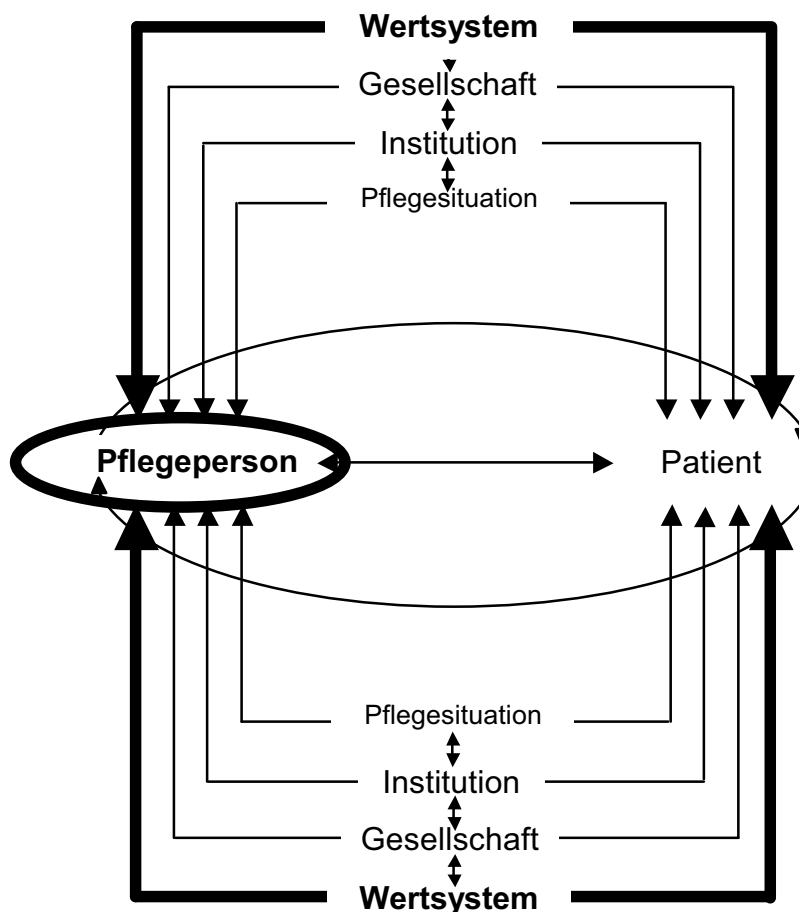 Wertsystem
Gesellschaft
Institution
Pflegesituation
Pflegeperson
Patient
Pflegesituation
Institution
Gesellschaft
Wertsystem